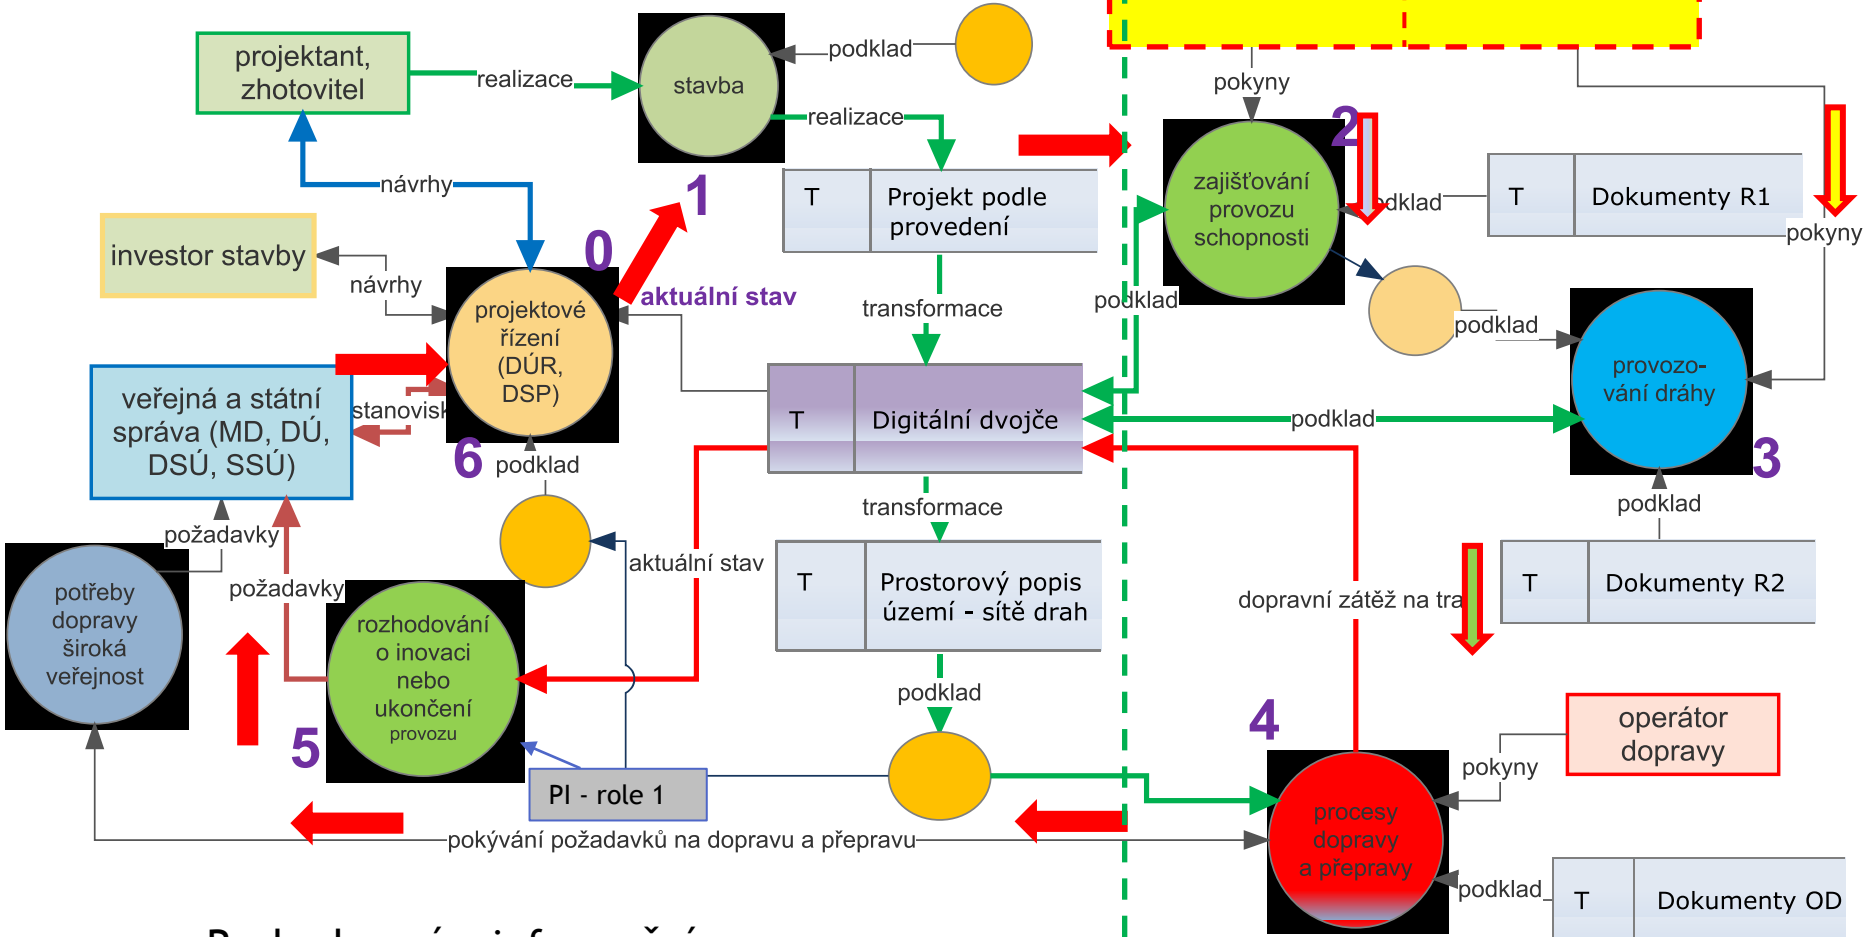 projektant,
zhotovitel
realizace
stavba
podklad
realizace
pokyny
2
T
Projekt podle
provedení
zajišťování
provozu
schopnosti
T
Dokumenty R1
pokyny
návrhy
1
investor stavby
návrhy
0
aktuální stav
projektové
řízení
(DÚR,
DSP)
transformace
podklad
podklad
provozo-
vání dráhy
veřejná a státní
správa (MD, DÚ,
DSÚ, SSÚ)
T
Digitální dvojče
podklad
3
6
podklad
požadavky
transformace
podklad
potřeby
dopravy
široká
veřejnost
požadavky
aktuální stav
T
Prostorový popis
území - sítě drah
dopravní zátěž na
T
Dokumenty R2
rozhodování
o inovaci
nebo
ukončení
provozu
5
podklad
4
operátor
dopravy
pokyny
PI - role 1
pokývání požadavků na dopravu a přepravu
procesy
dopravy
a přepravy
podklad
T
Dokumenty OD